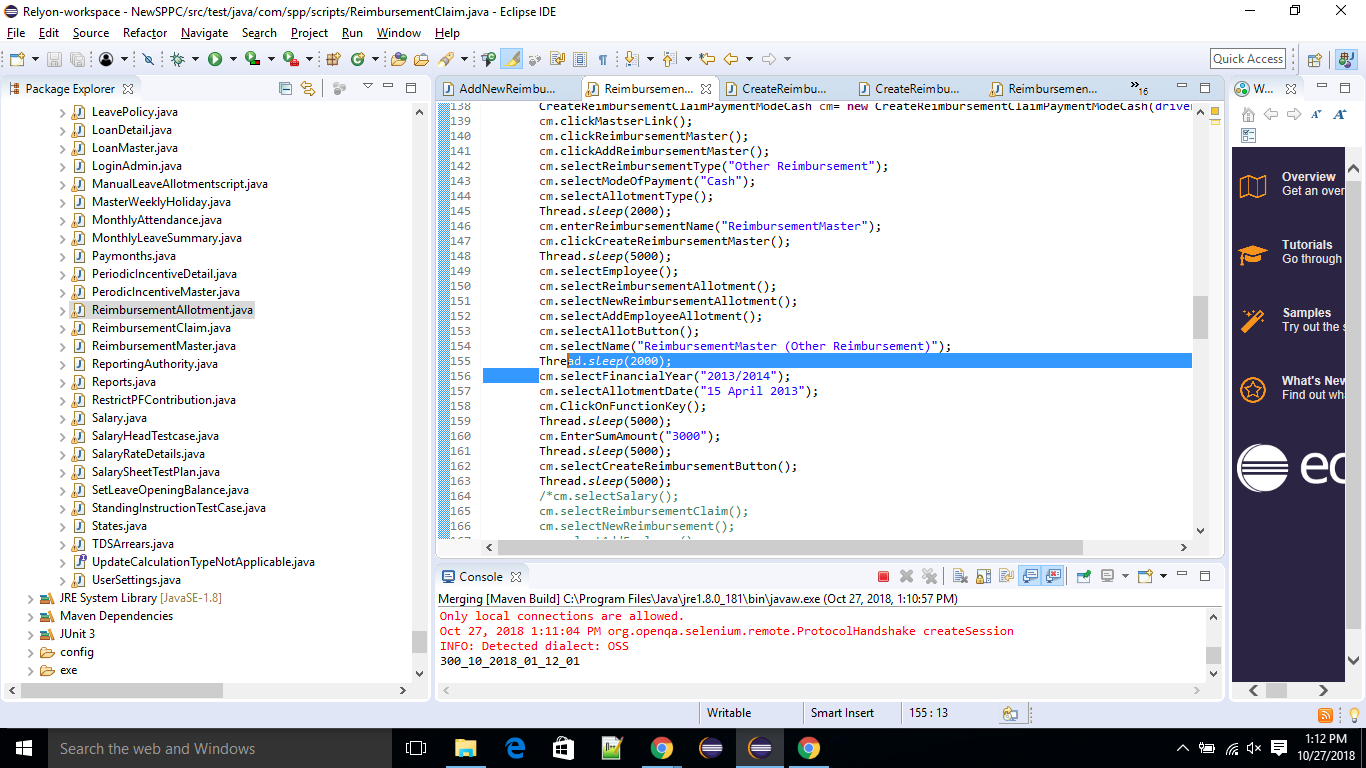 Relyon-workspace - NewSPPC/src/test/java/com/spp/scripts/ReimbursementClaim.java - Eclipse IDE
File Edit Source Refactor Navigate Search Project Run Window Help
Quick Access
Package Explorer
LeavePolicy.java
LoanDetail.java
LoanMaster.java
LoginAdmin.java
ManualLeaveAllotmentscript.java
MasterWeeklyHoliday.java
MonthlyAttendance.java
MonthlyLeaveSummary.java
Paymonths.java
PeriodicIncentiveDetail.java
PerodicIncentiveMaster.java
ReimbursementAllotment.java
ReimbursementClaim.java
ReimbursementMaster.java
ReportingAuthority.java
Reports.java
RestrictPFContribution.java
Salary.java
SalaryHeadTestcase.java
SalaryRateDetails.java
SalarySheetTestPlan.java
SetLeaveOpeningBalance.java
StandingInstructionTestCase.java
States.java
TDSArrears.java
UpdateCalculationTypeNotApplicable.java
UserSettings.java
JRE System Library [JavaSE-1.8]
Maven Dependencies
JUnit 3
config
exe
AddNewReimbu... Reimbursemen... CreateReimbu... CreateReimbu... Reimbursemen... »16
138 CreateReimbursementClaimPaymentModeCash cm= new CreateReimbursementClaimPaymentModeCash(drive
139 cm.clickMastserLink();
140 cm.clickReimbursementMaster();
141 cm.clickAddReimbursementMaster();
142 cm.selectReimbursementType("Other Reimbursement");
143 cm.selectModeOfPayment("Cash");
144 cm.selectAllotmentType();
145 Thread.sleep(2000);
146 cm.enterReimbursementName("ReimbursementMaster");
147 cm.clickCreateReimbursementMaster();
148 Thread.sleep(5000);
149 cm.selectEmployee();
150 cm.selectReimbursementAllotment();
151 cm.selectNewReimbursementAllotment();
152 cm.selectAddEmployeeAllotment();
153 cm.selectAllotButton();
154 cm.selectName("ReimbursementMaster (Other Reimbursement)");
155 Thread.sleep(2000);
156 cm.selectFinancialYear("2013/2014");
157 cm.selectAllotmentDate("15 April 2013");
158 cm.ClickOnFunctionKey();
159 Thread.sleep(5000);
160 cm.EnterSumAmount("3000");
161 Thread.sleep(5000);
162 cm.selectCreateReimbursementButton();
163 Thread.sleep(5000);
164 /*cm.selectSalary();
165 cm.selectReimbursementClaim();
166 cm.selectNewReimbursement();
Console
Merging [Maven Build] C:\Program Files\Java\jre1.8.0_181\bin\javaw.exe (Oct 27, 2018, 1:10:57 PM)
Only local connections are allowed.
Oct 27, 2018 1:11:04 PM org.openqa.selenium.remote.ProtocolHandshake createSession
INFO: Detected dialect: OSS
300_10_2018_01_12_01
W...
Overview
Get an over
Tutorials
Go through
Samples
Try out the s
What's New
Find out wh
ec
Writable Smart Insert 155 : 13
Search the web and Windows
1:12 PM
10/27/2018